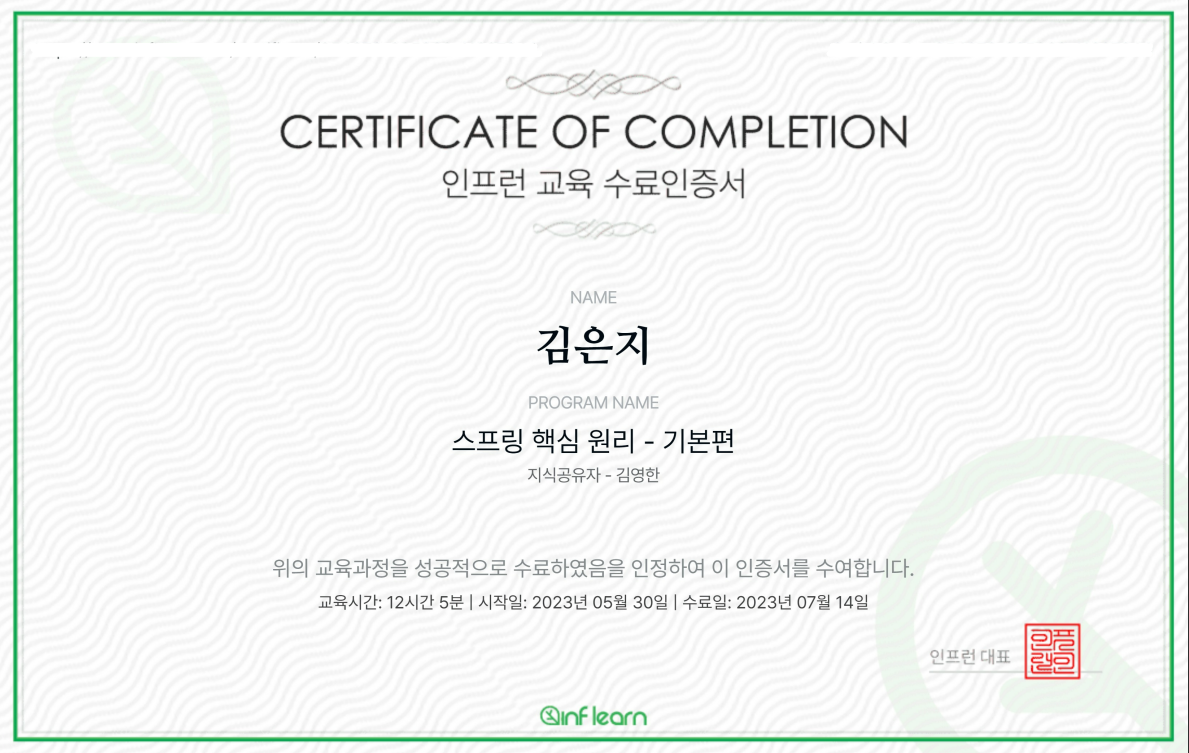 CERTIFICATE OF COMPLETION
인프런 교육 수료인증서
NAME
김은지
PROGRAM NAME
스프링 핵심 원리 - 기본편
지식공유자 - 김영한
위의 교육과정을 성공적으로 수료하였음을 인정하여 이 인증서를 수여합니다.
교육시간: 12시간 5분 | 시작일: 2023년 05월 30일 | 수료일: 2023년 07월 14일
인프런 대표
인프런인
inflearn